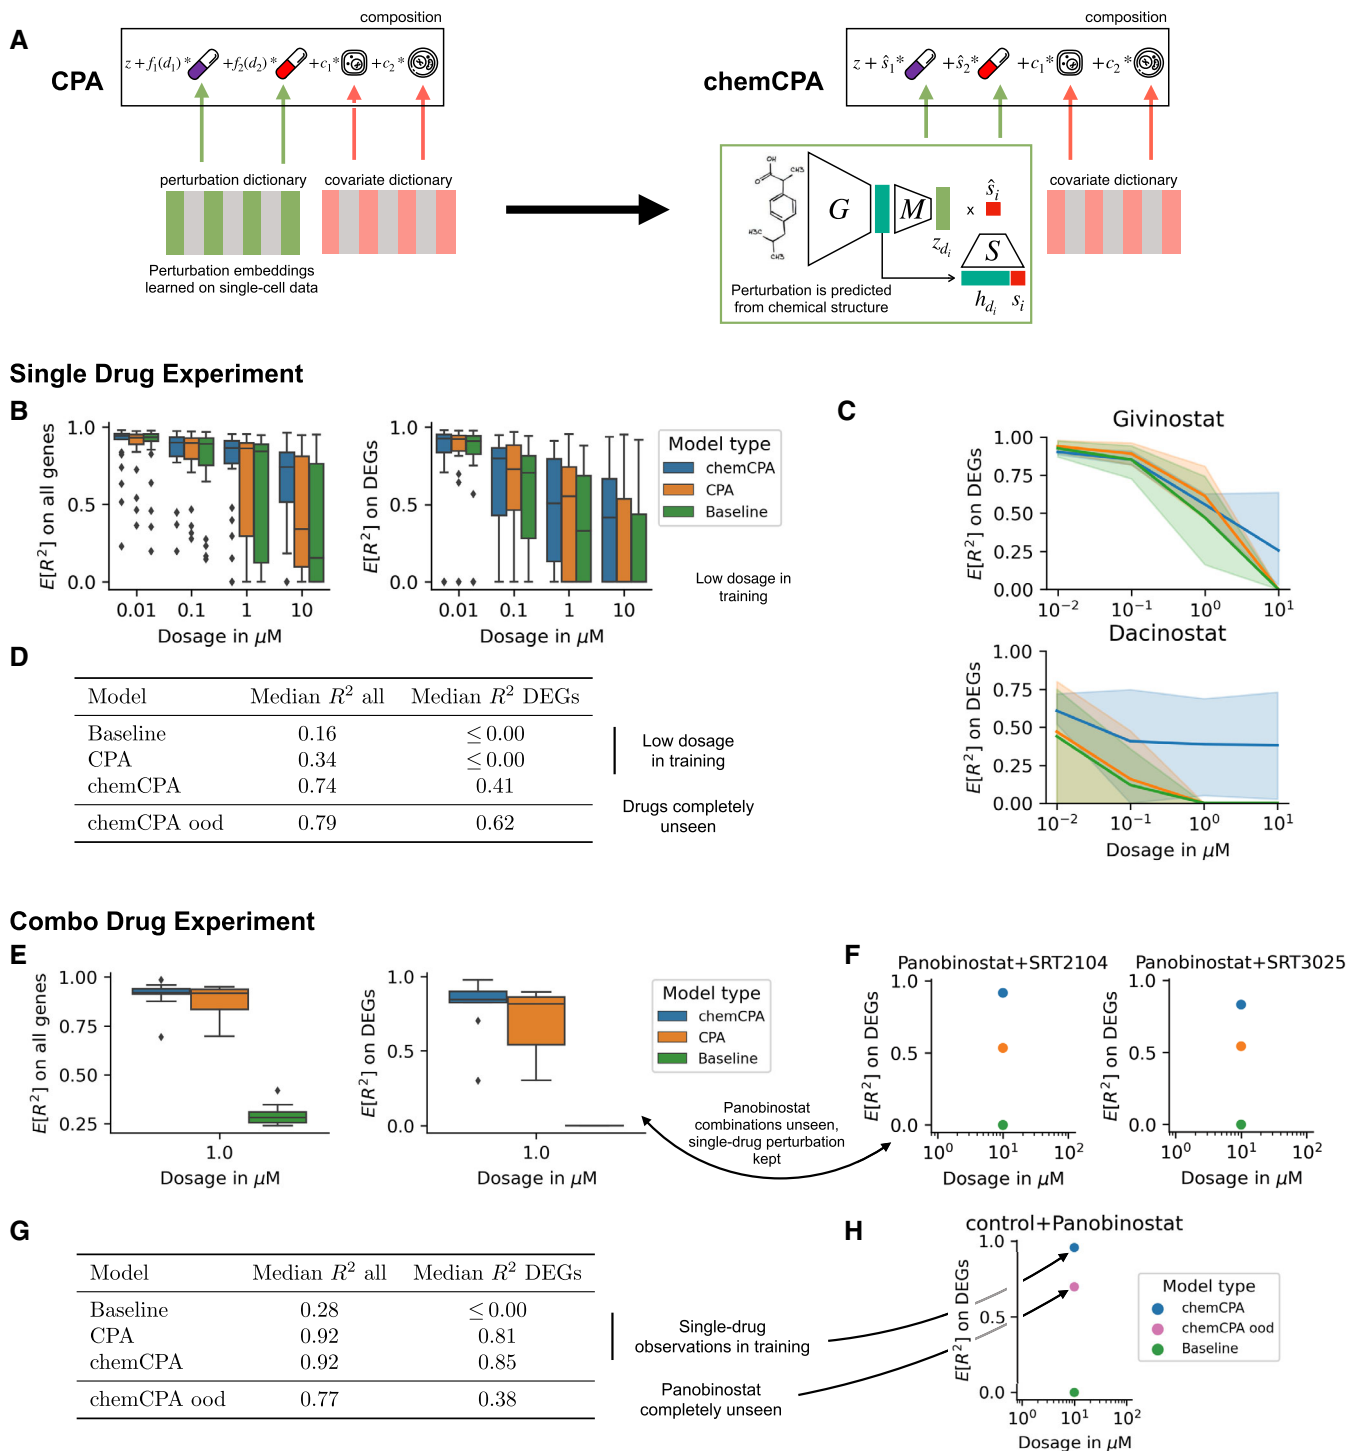 A
composition
CPA
z + f₁(d₁) * + f₂(d₂) * + c₁* + c₂*
perturbation dictionary
covariate dictionary
Perturbation embeddings
learned on single-cell data
composition
chemCPA
z + ŝ₁* + ŝ₂* + c₁* + c₂*
OH
O
CH3
H3C
CH3
G
M
x
ŝᵢ
z_dᵢ
S
h_dᵢ
sᵢ
Perturbation is predicted
from chemical structure
covariate dictionary
Single Drug Experiment
B
E[R²] on all genes
1.0
0.5
0.0
0.01 0.1 1 10
Dosage in μM
E[R²] on DEGs
1.0
0.5
0.0
0.01 0.1 1 10
Dosage in μM
Model type
chemCPA
CPA
Baseline
Low dosage in
training
C
Givinostat
E[R²] on DEGs
1.00
0.75
0.50
0.25
0.00
10⁻² 10⁻¹ 10⁰ 10¹
Dacinostat
E[R²] on DEGs
1.00
0.75
0.50
0.25
0.00
10⁻² 10⁻¹ 10⁰ 10¹
Dosage in μM
D
Model Median R² all Median R² DEGs
Baseline 0.16 ≤ 0.00
CPA 0.34 ≤ 0.00
chemCPA 0.74 0.41
chemCPA ood 0.79 0.62
Low dosage
in training
Drugs completely
unseen
Combo Drug Experiment
E
E[R²] on all genes
1.00
0.75
0.50
0.25
1.0
Dosage in μM
E[R²] on DEGs
1.0
0.5
0.0
1.0
Dosage in μM
Model type
chemCPA
CPA
Baseline
Panobinostat
combinations unseen,
single-drug perturbation
kept
F
Panobinostat+SRT2104
E[R²] on DEGs
1.0
0.5
0.0
10⁰ 10¹ 10²
Dosage in μM
Panobinostat+SRT3025
E[R²] on DEGs
1.0
0.5
0.0
10⁰ 10¹ 10²
Dosage in μM
G
Model Median R² all Median R² DEGs
Baseline 0.28 ≤ 0.00
CPA 0.92 0.81
chemCPA 0.92 0.85
chemCPA ood 0.77 0.38
Single-drug
observations in training
Panobinostat
completely unseen
H
control+Panobinostat
E[R²] on DEGs
1.0
0.5
0.0
10⁰ 10¹ 10²
Dosage in μM
Model type
chemCPA
chemCPA ood
Baseline